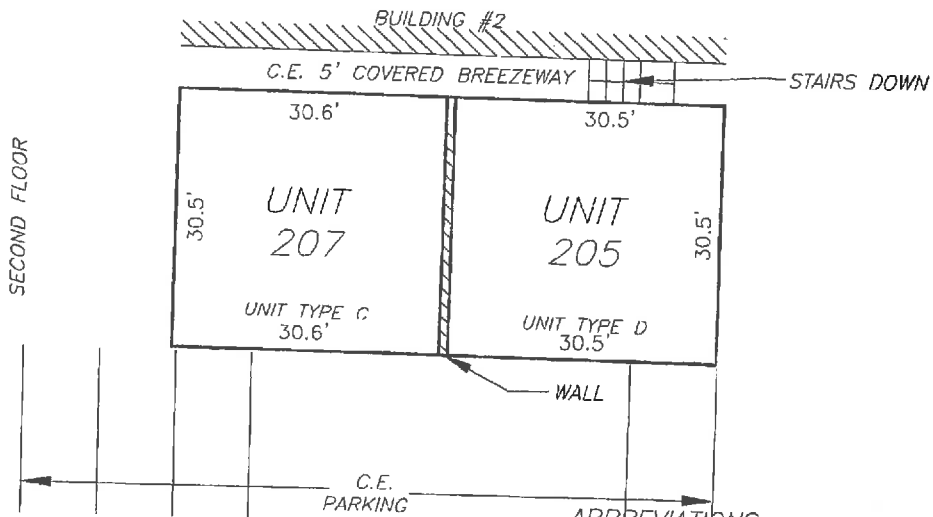 BUILDING #2
C.E. 5' COVERED BREEZEWAY
STAIRS DOWN
30.6'
30.5'
SECOND FLOOR
30.5'
UNIT
207
UNIT
205
30.5'
UNIT TYPE C
30.6'
UNIT TYPE D
30.5'
WALL
C.E.
PARKING
ABBREVIATIONS